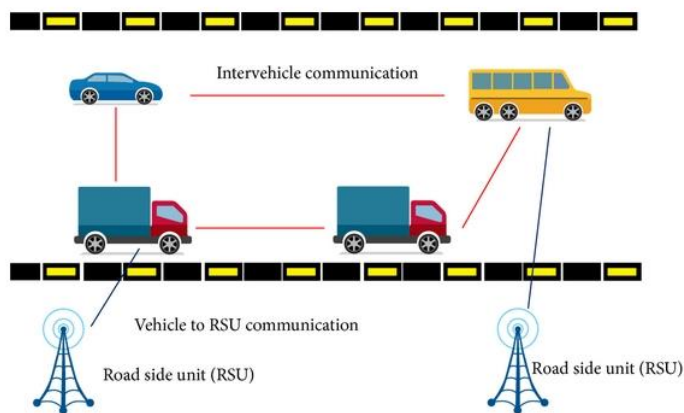 Intervehicle communication
Vehicle to RSU communication
Road side unit (RSU)
Road side unit (RSU)